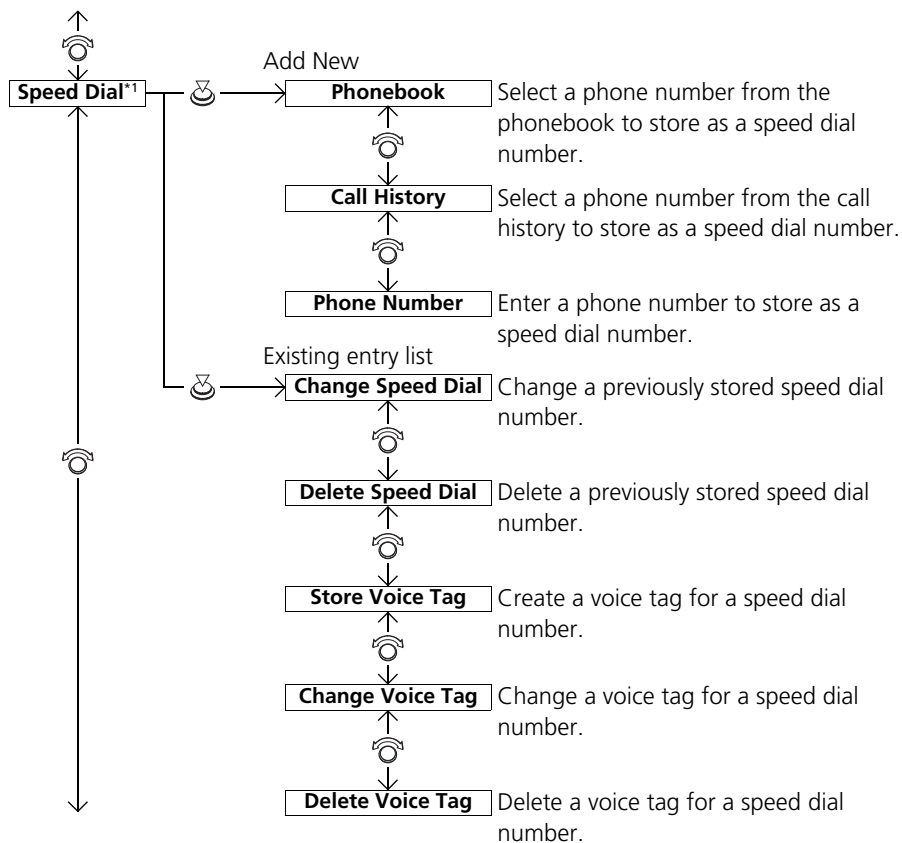 Add New
Speed Dial*1
Phonebook
Select a phone number from the
phonebook to store as a speed dial
number.
Call History
Select a phone number from the call
history to store as a speed dial number.
Phone Number
Enter a phone number to store as a
speed dial number.
Existing entry list
Change Speed Dial
Change a previously stored speed dial
number.
Delete Speed Dial
Delete a previously stored speed dial
number.
Store Voice Tag
Create a voice tag for a speed dial
number.
Change Voice Tag
Change a voice tag for a speed dial
number.
Delete Voice Tag
Delete a voice tag for a speed dial
number.